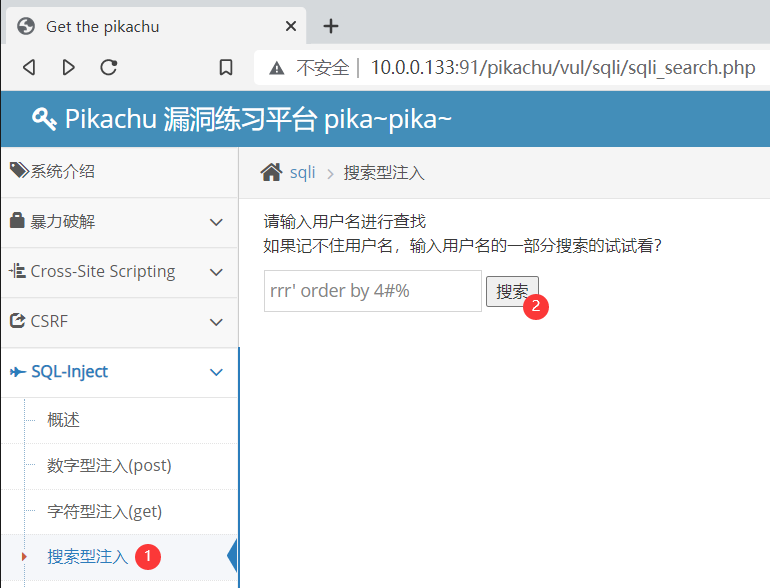 Get the pikachu
不安全 | 10.0.0.133:91/pikachu/vul/sqli/sqli_search.php
Pikachu 漏洞练习平台 pika~pika~
系统介绍
暴力破解
Cross-Site Scripting
CSRF
SQL-Inject
概述
数字型注入(post)
字符型注入(get)
搜索型注入 1
sqli > 搜索型注入
请输入用户名进行查找
如果记不住用户名，输入用户名的一部分搜索的试试看？
rrr' order by 4#% 搜索 2